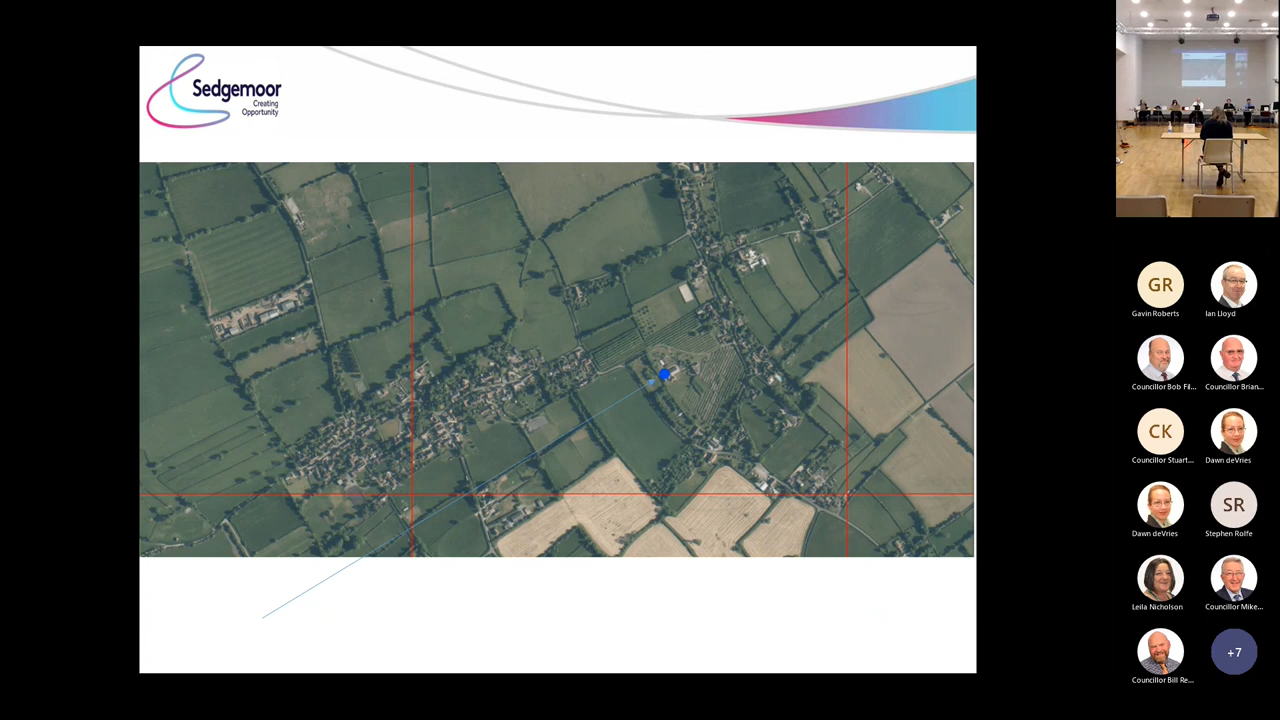 Sedgemoor
Creating
Opportunity
GR
Gavin Roberts
Ian Lloyd
Councillor Bob Fil...
Councillor Brian...
CK
Councillor Stuart...
Dawn deVries
Dawn deVries
SR
Stephen Rolfe
Leila Nicholson
Councillor Mike...
Councillor Bill Re...
+7